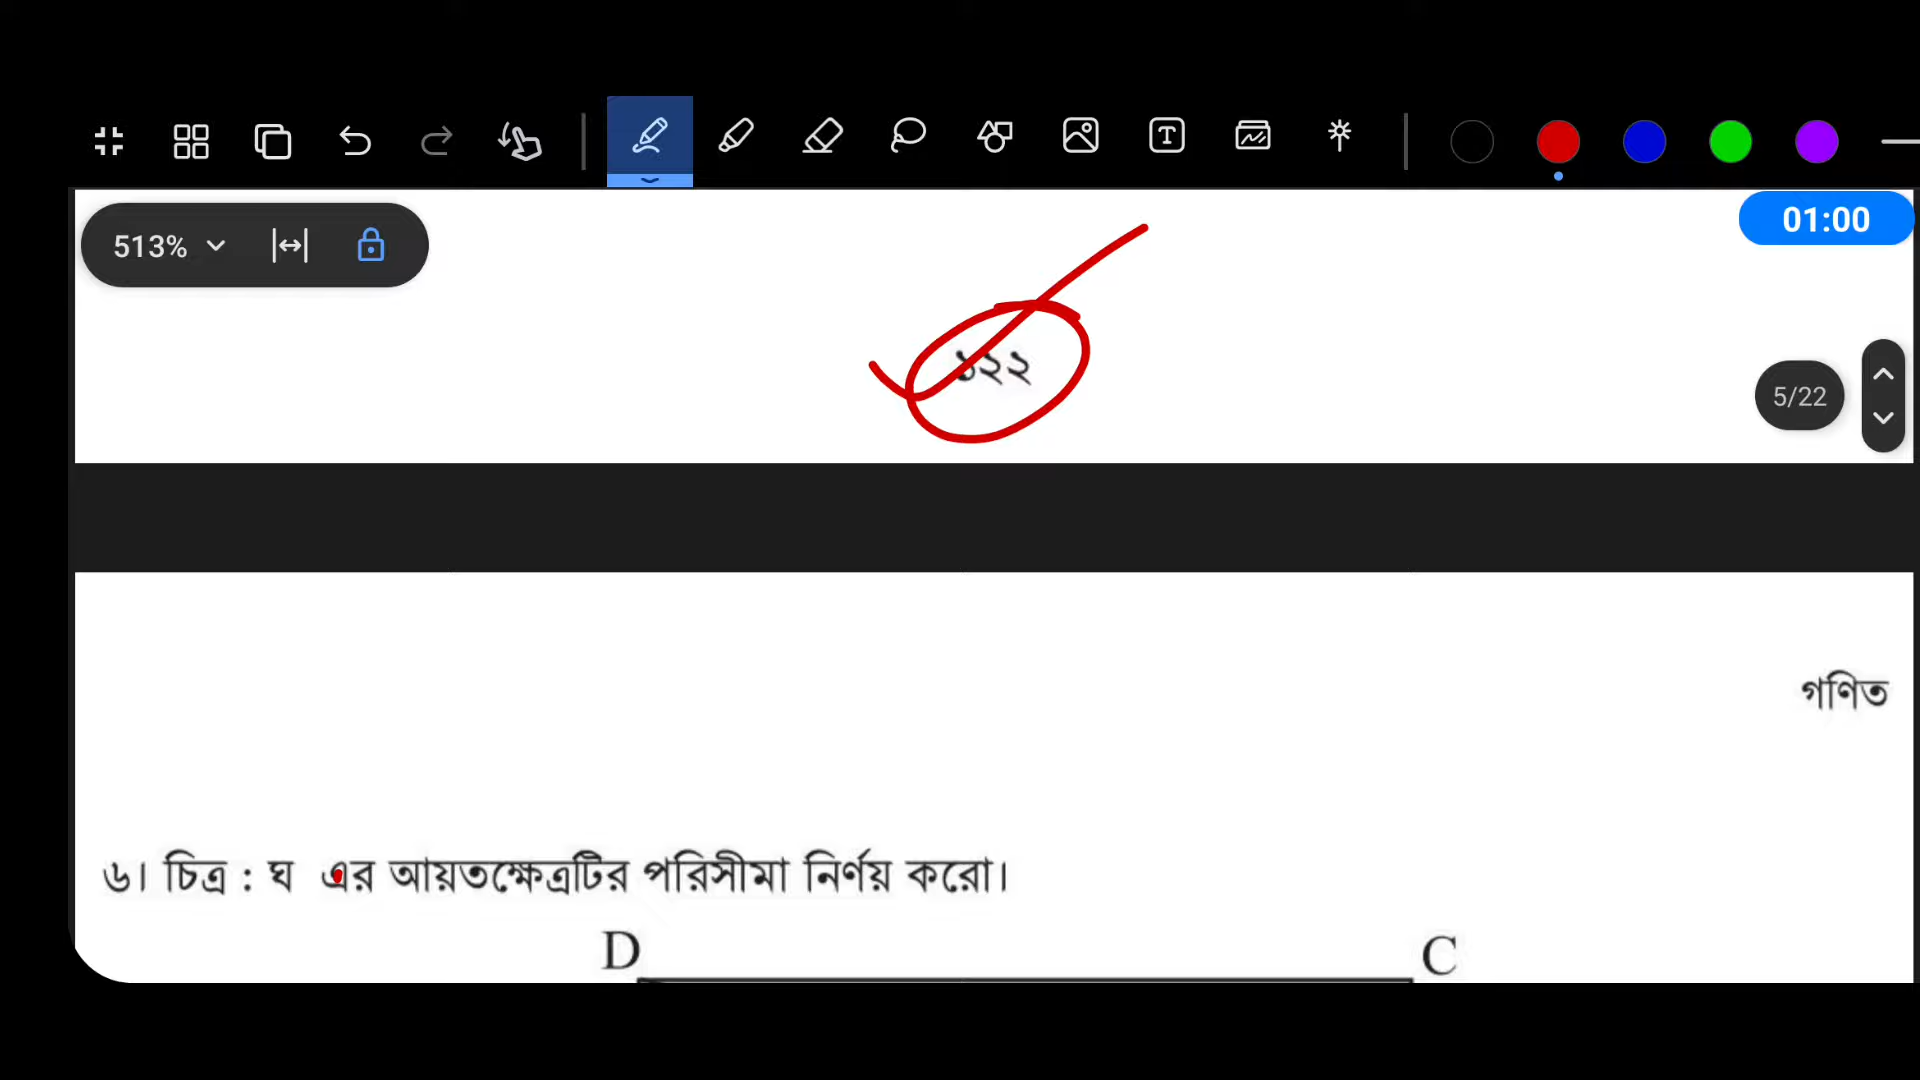 513%
01:00
১২২
5/22
গণিত
৬। চিত্র : ঘ এর আয়তক্ষেত্রটির পরিসীমা নির্ণয় করো।
D C